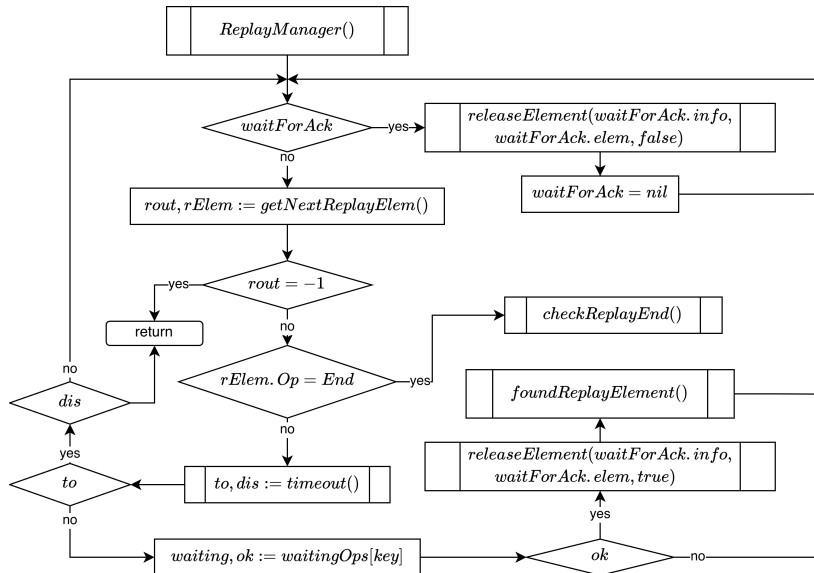 ReplayManager()
waitForAck
yes
releaseElement(waitForAck.info,
waitForAck.elem, false)
no
waitForAck = nil
rout, rElem := getNextReplayElem()
yes
rout = −1
return
no
checkReplayEnd()
no
rElem.Op = End
yes
dis
foundReplayElement()
no
yes
releaseElement(waitForAck.info,
waitForAck.elem, true)
to
to, dis := timeout()
no
yes
waiting, ok := waitingOps[key]
ok
no